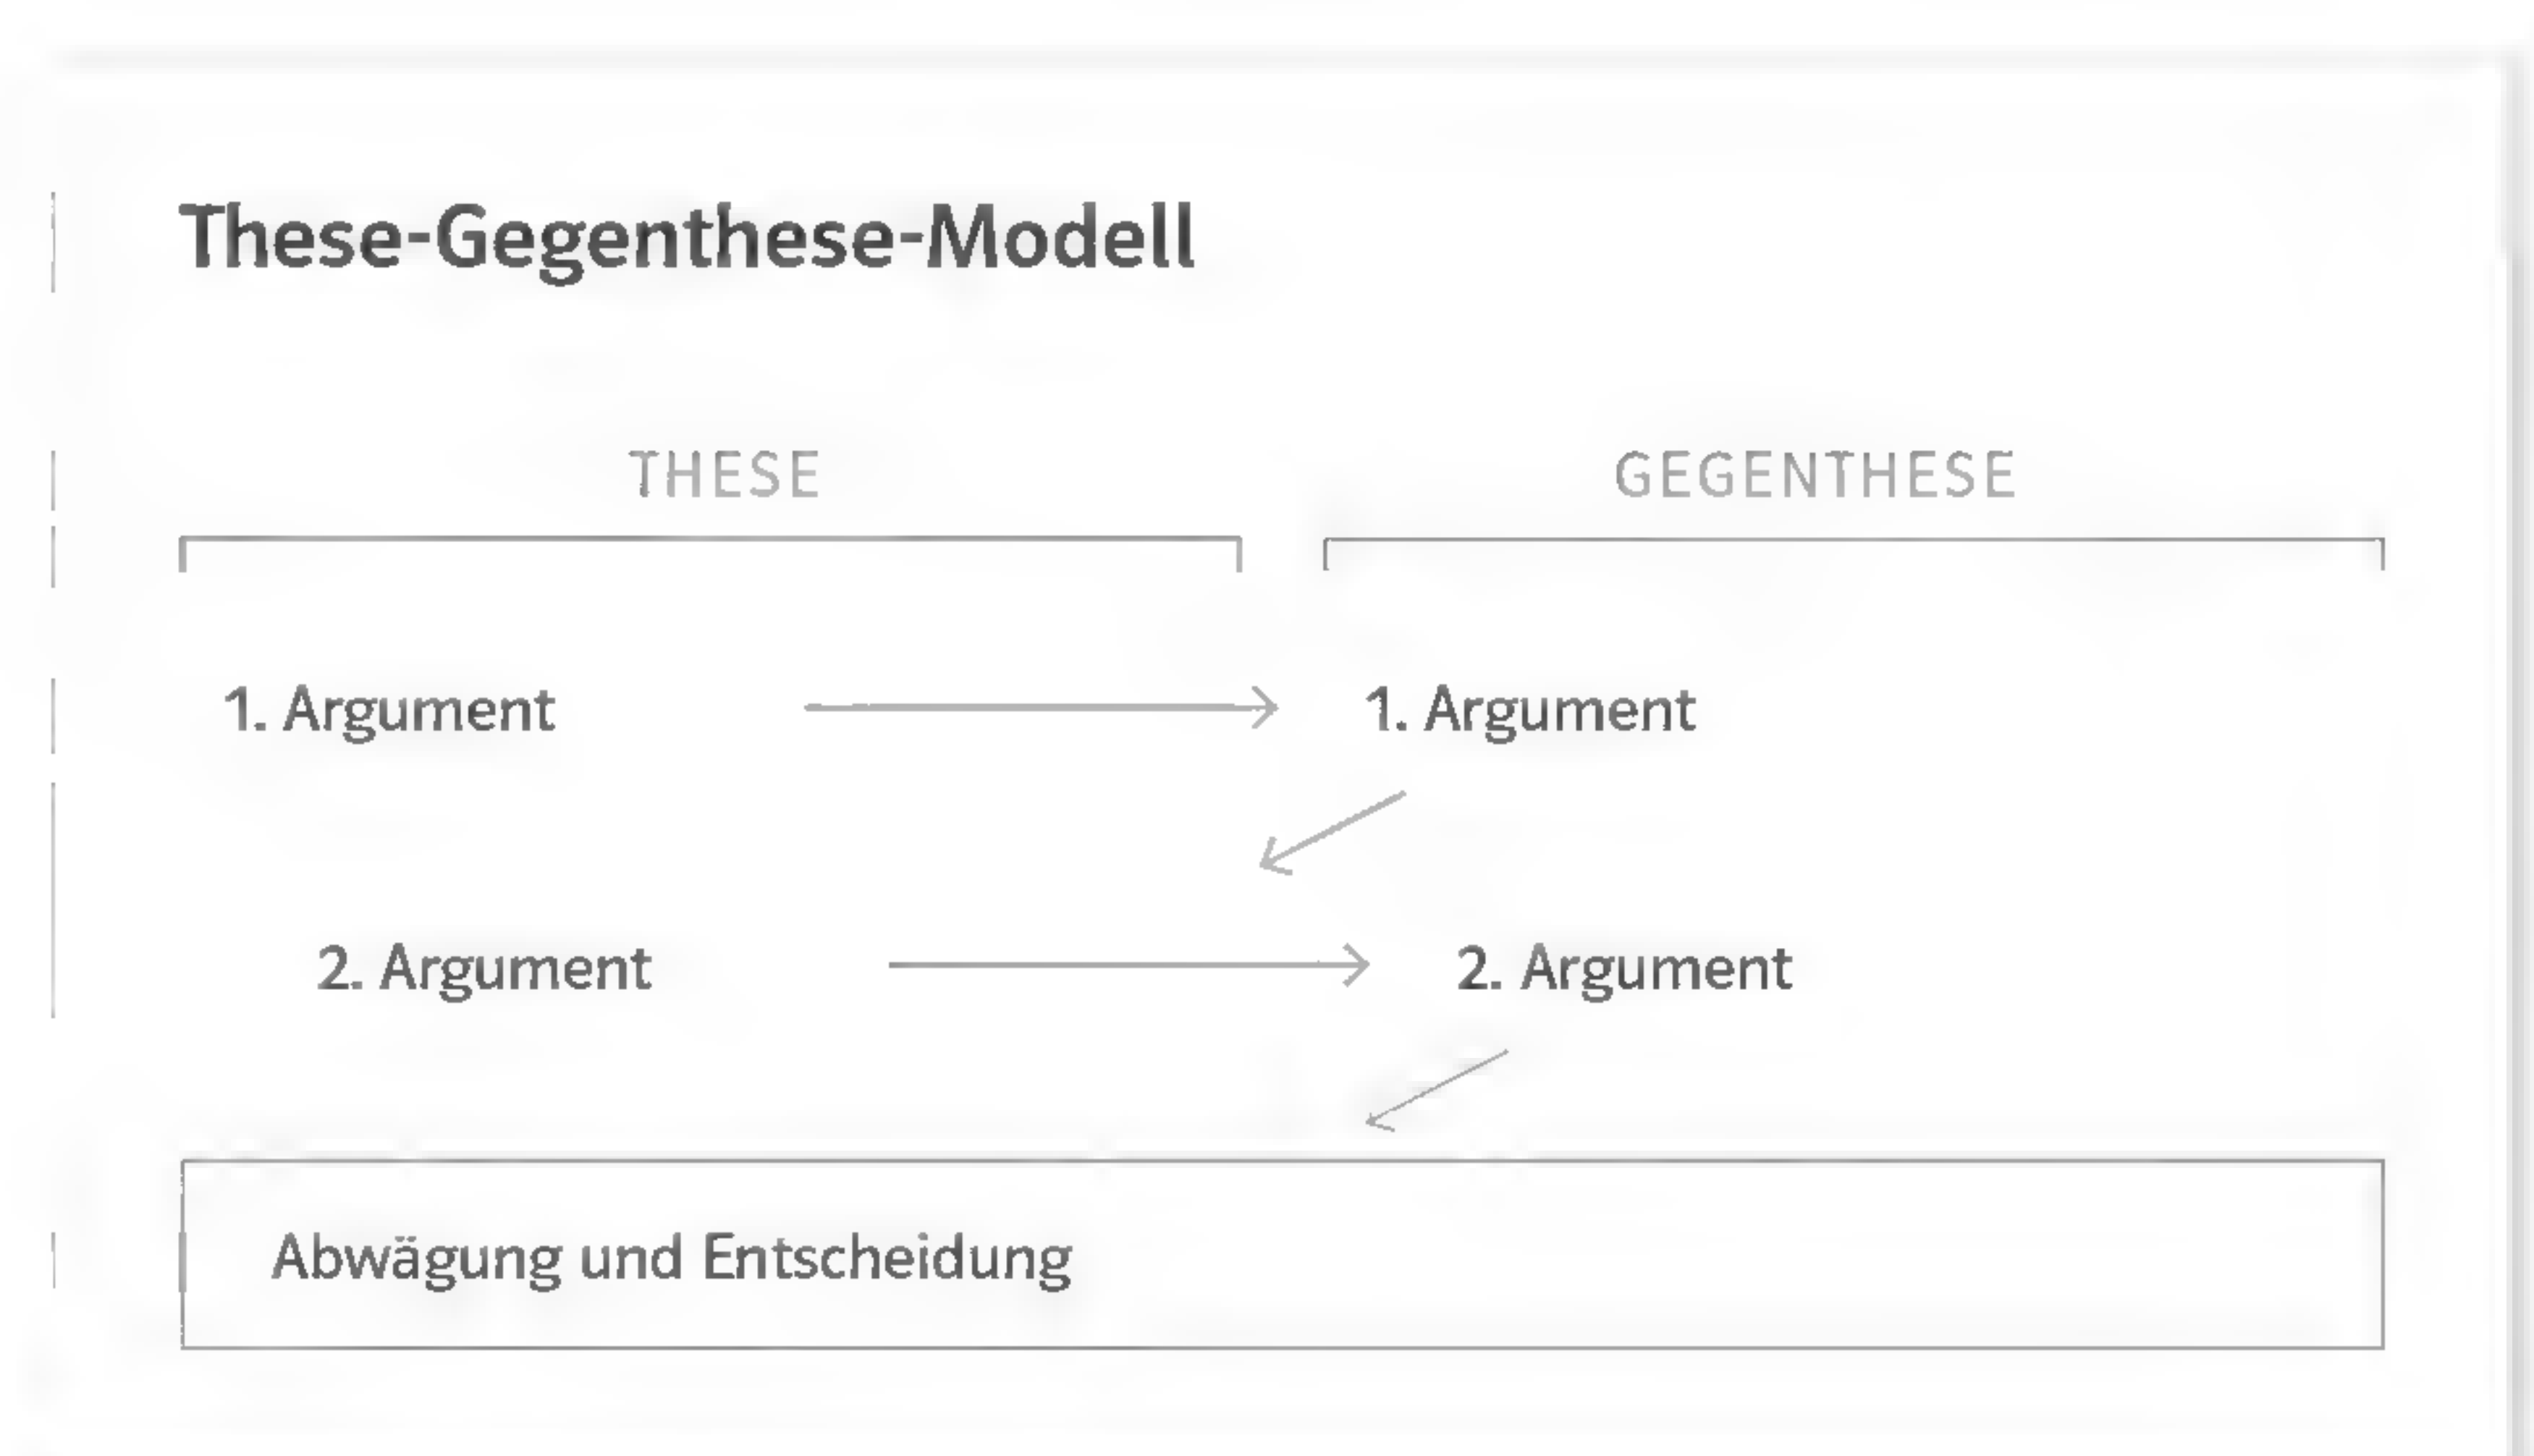 These-Gegenthese-Modell
THESE
GEGENTHESE
1. Argument
1. Argument
2. Argument
2. Argument
Abwägung und Entscheidung